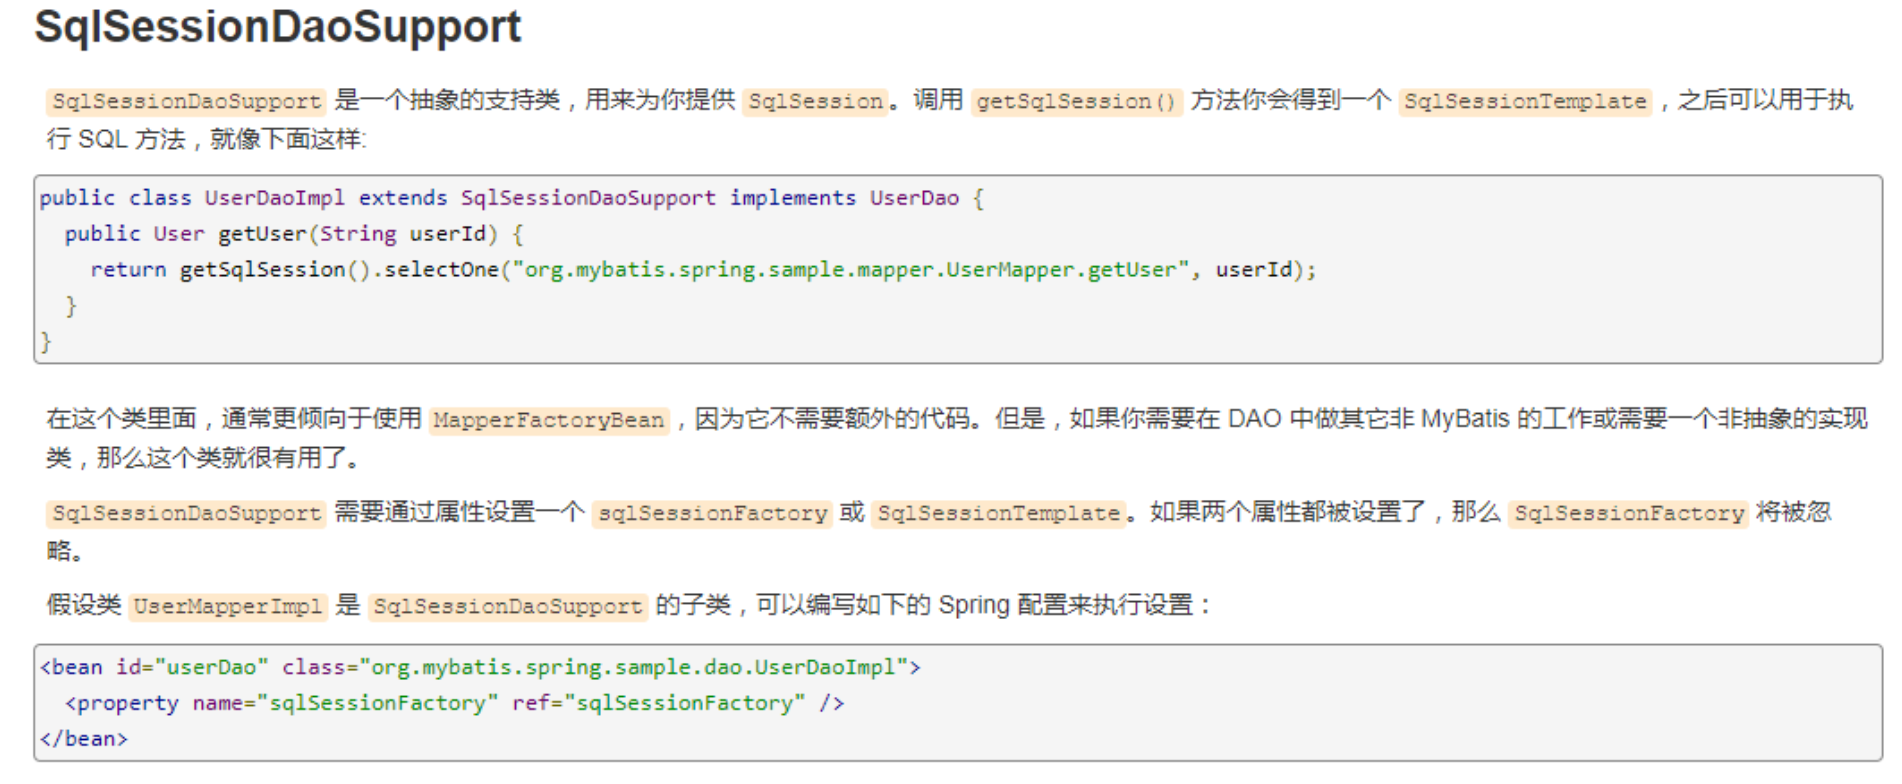 SqlSessionDaoSupport
SqlSessionDaoSupport 是一个抽象的支持类，用来为你提供 SqlSession。调用 getSqlSession() 方法你会得到一个 SqlSessionTemplate，之后可以用于执
行 SQL 方法，就像下面这样:
public class UserDaoImpl extends SqlSessionDaoSupport implements UserDao {
  public User getUser(String userId) {
    return getSqlSession().selectOne("org.mybatis.spring.sample.mapper.UserMapper.getUser", userId);
  }
}
在这个类里面，通常更倾向于使用 MapperFactoryBean，因为它不需要额外的代码。但是，如果你需要在 DAO 中做其它非 MyBatis 的工作或需要一个非抽象的实现
类，那么这个类就很有用了。
SqlSessionDaoSupport 需要通过属性设置一个 sqlSessionFactory 或 SqlSessionTemplate。如果两个属性都被设置了，那么 SqlSessionFactory 将被忽
略。
假设类 UserMapperImpl 是 SqlSessionDaoSupport 的子类，可以编写如下的 Spring 配置来执行设置：
<bean id="userDao" class="org.mybatis.spring.sample.dao.UserDaoImpl">
  <property name="sqlSessionFactory" ref="sqlSessionFactory" />
</bean>